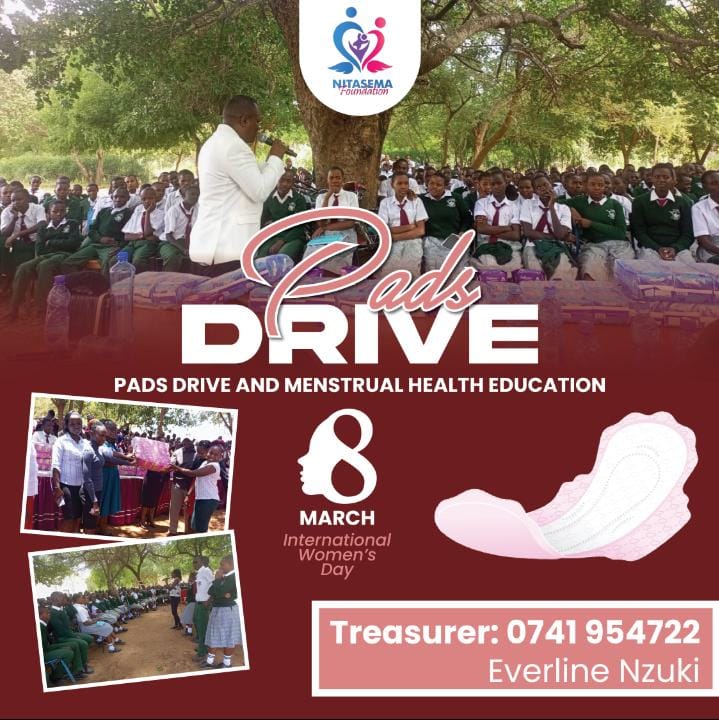 NITASEMA
Foundation
Pads
DRIVE
PADS DRIVE AND MENSTRUAL HEALTH EDUCATION
8
MARCH
International
Women's
Day
Treasurer: 0741 954722
Everline Nzuki